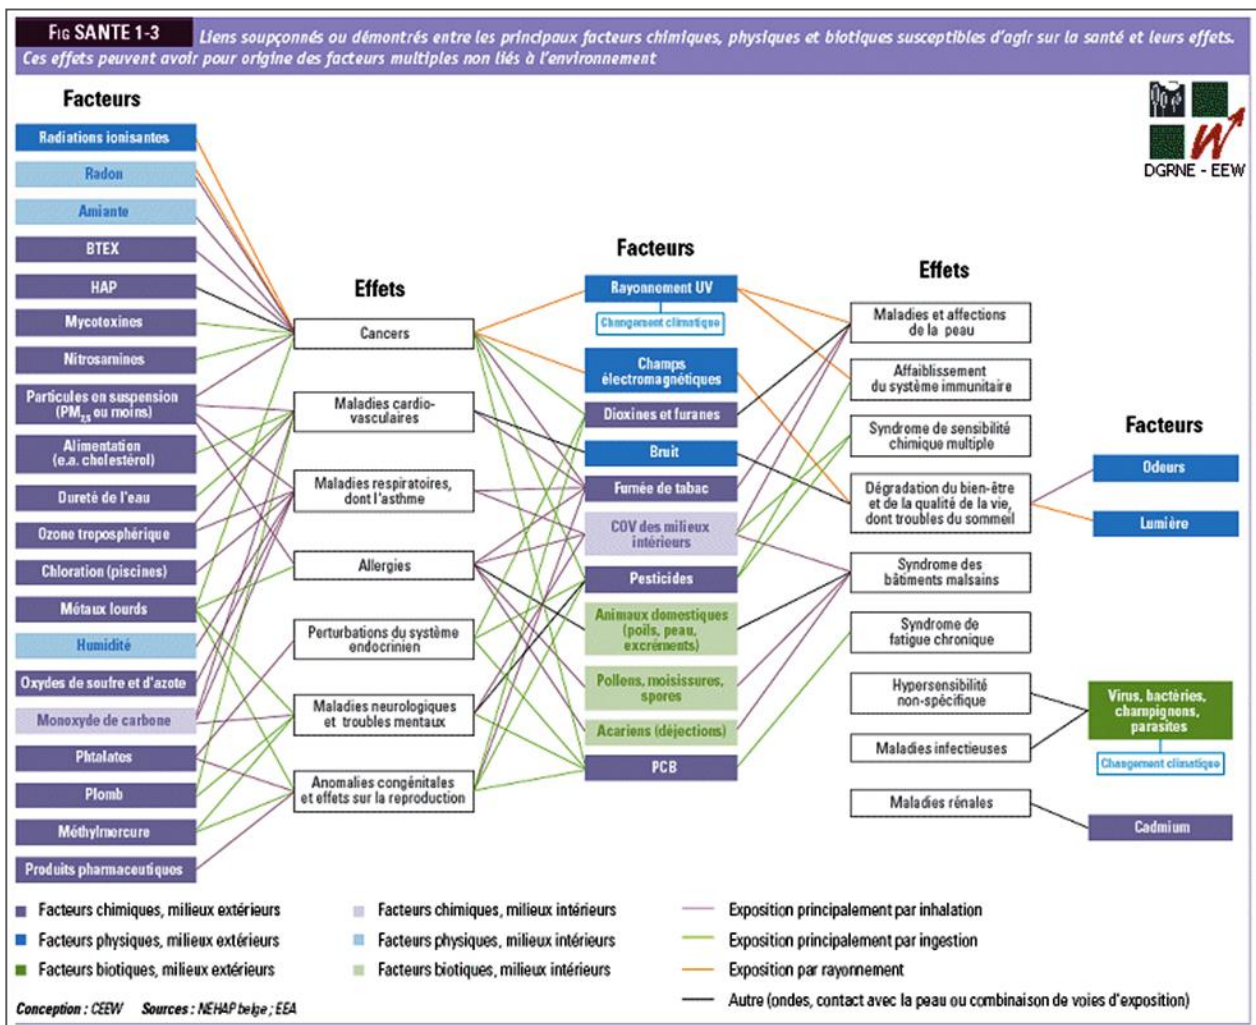 FIG SANTE 1-3
Liens soupçonnés ou démontrés entre les principaux facteurs chimiques, physiques et biotiques susceptibles d'agir sur la santé et leurs effets.
Ces effets peuvent avoir pour origine des facteurs multiples non liés à l'environnement
DGRNE - EEW
Facteurs
Radiations ionisantes
Radon
Amiante
BTEX
HAP
Mycotoxines
Nitrosamines
Particules en suspension
(PM2,5 ou moins)
Alimentation
(e.a. cholestérol)
Dureté de l'eau
Ozone troposphérique
Chloration (piscines)
Métaux lourds
Humidité
Oxydes de soufre et d'azote
Monoxyde de carbone
Phtalates
Plomb
Méthylmercure
Produits pharmaceutiques
Effets
Cancers
Maladies cardio-
vasculaires
Maladies respiratoires,
dont l'asthme
Allergies
Perturbations du système
endocrinien
Maladies neurologiques
et troubles mentaux
Anomalies congénitales
et effets sur la reproduction
Facteurs
Rayonnement UV
Changement climatique
Champs
électromagnétiques
Dioxines et furanes
Bruit
Fumée de tabac
COV des milieux
intérieurs
Pesticides
Animaux domestiques
(poils, peau,
excréments)
Pollens, moisissures,
spores
Acariens (déjections)
PCB
Effets
Maladies et affections
de la peau
Affaiblissement
du système immunitaire
Syndrome de sensibilité
chimique multiple
Dégradation du bien-être
et de la qualité de la vie,
dont troubles du sommeil
Syndrome des
bâtiments malsains
Syndrome de
fatigue chronique
Hypersensibilité
non-spécifique
Maladies infectieuses
Maladies rénales
Facteurs
Odeurs
Lumière
Virus, bactéries,
champignons,
parasites
Changement climatique
Cadmium
Facteurs chimiques, milieux extérieurs
Facteurs physiques, milieux extérieurs
Facteurs biotiques, milieux extérieurs
Facteurs chimiques, milieux intérieurs
Facteurs physiques, milieux intérieurs
Facteurs biotiques, milieux intérieurs
Exposition principalement par inhalation
Exposition principalement par ingestion
Exposition par rayonnement
Autre (ondes, contact avec la peau ou combinaison de voies d'exposition)
Conception : CEEW Sources : NEHAP belge ; EEA